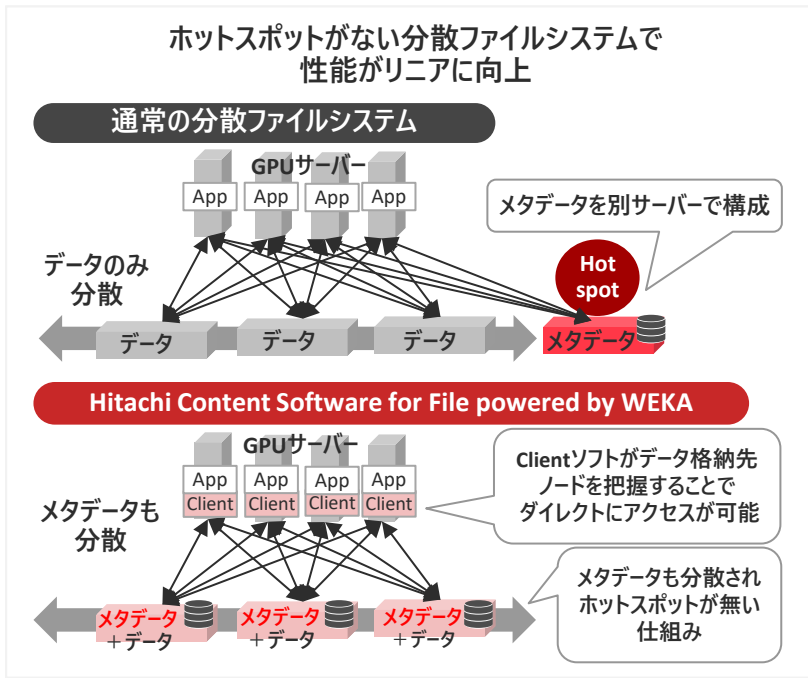 ホットスポットがない分散ファイルシステムで
性能がリニアに向上
通常の分散ファイルシステム
GPUサーバー
App
App
App
App
メタデータを別サーバーで構成
データのみ
分散
Hot
spot
データ
データ
データ
メタデータ
Hitachi Content Software for File powered by WEKA
GPUサーバー
App
App
App
App
Client
Client
Client
Client
Clientソフトがデータ格納先
ノードを把握することで
ダイレクトにアクセスが可能
メタデータも
分散
メタデータ
+データ
メタデータ
+データ
メタデータ
+データ
メタデータも分散され
ホットスポットが無い
仕組み